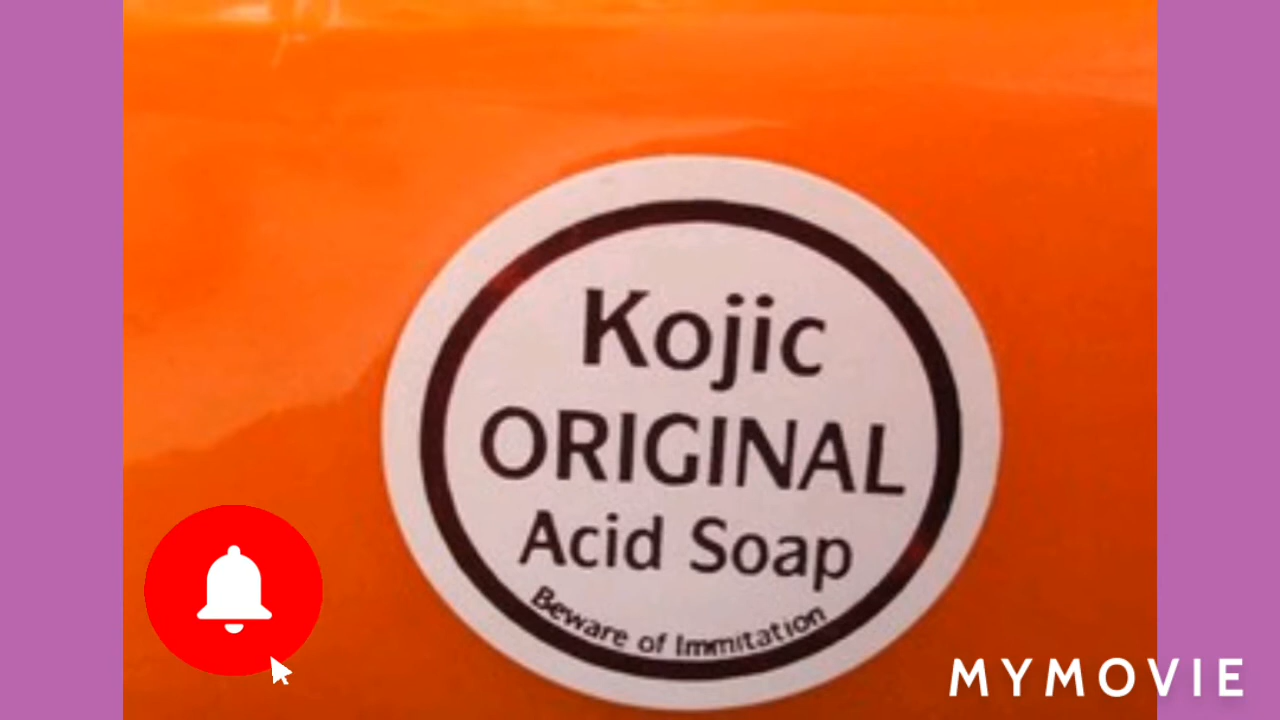 Kojic
ORIGINAL
Acid Soap
Beware of Immitation
MYMOVIE